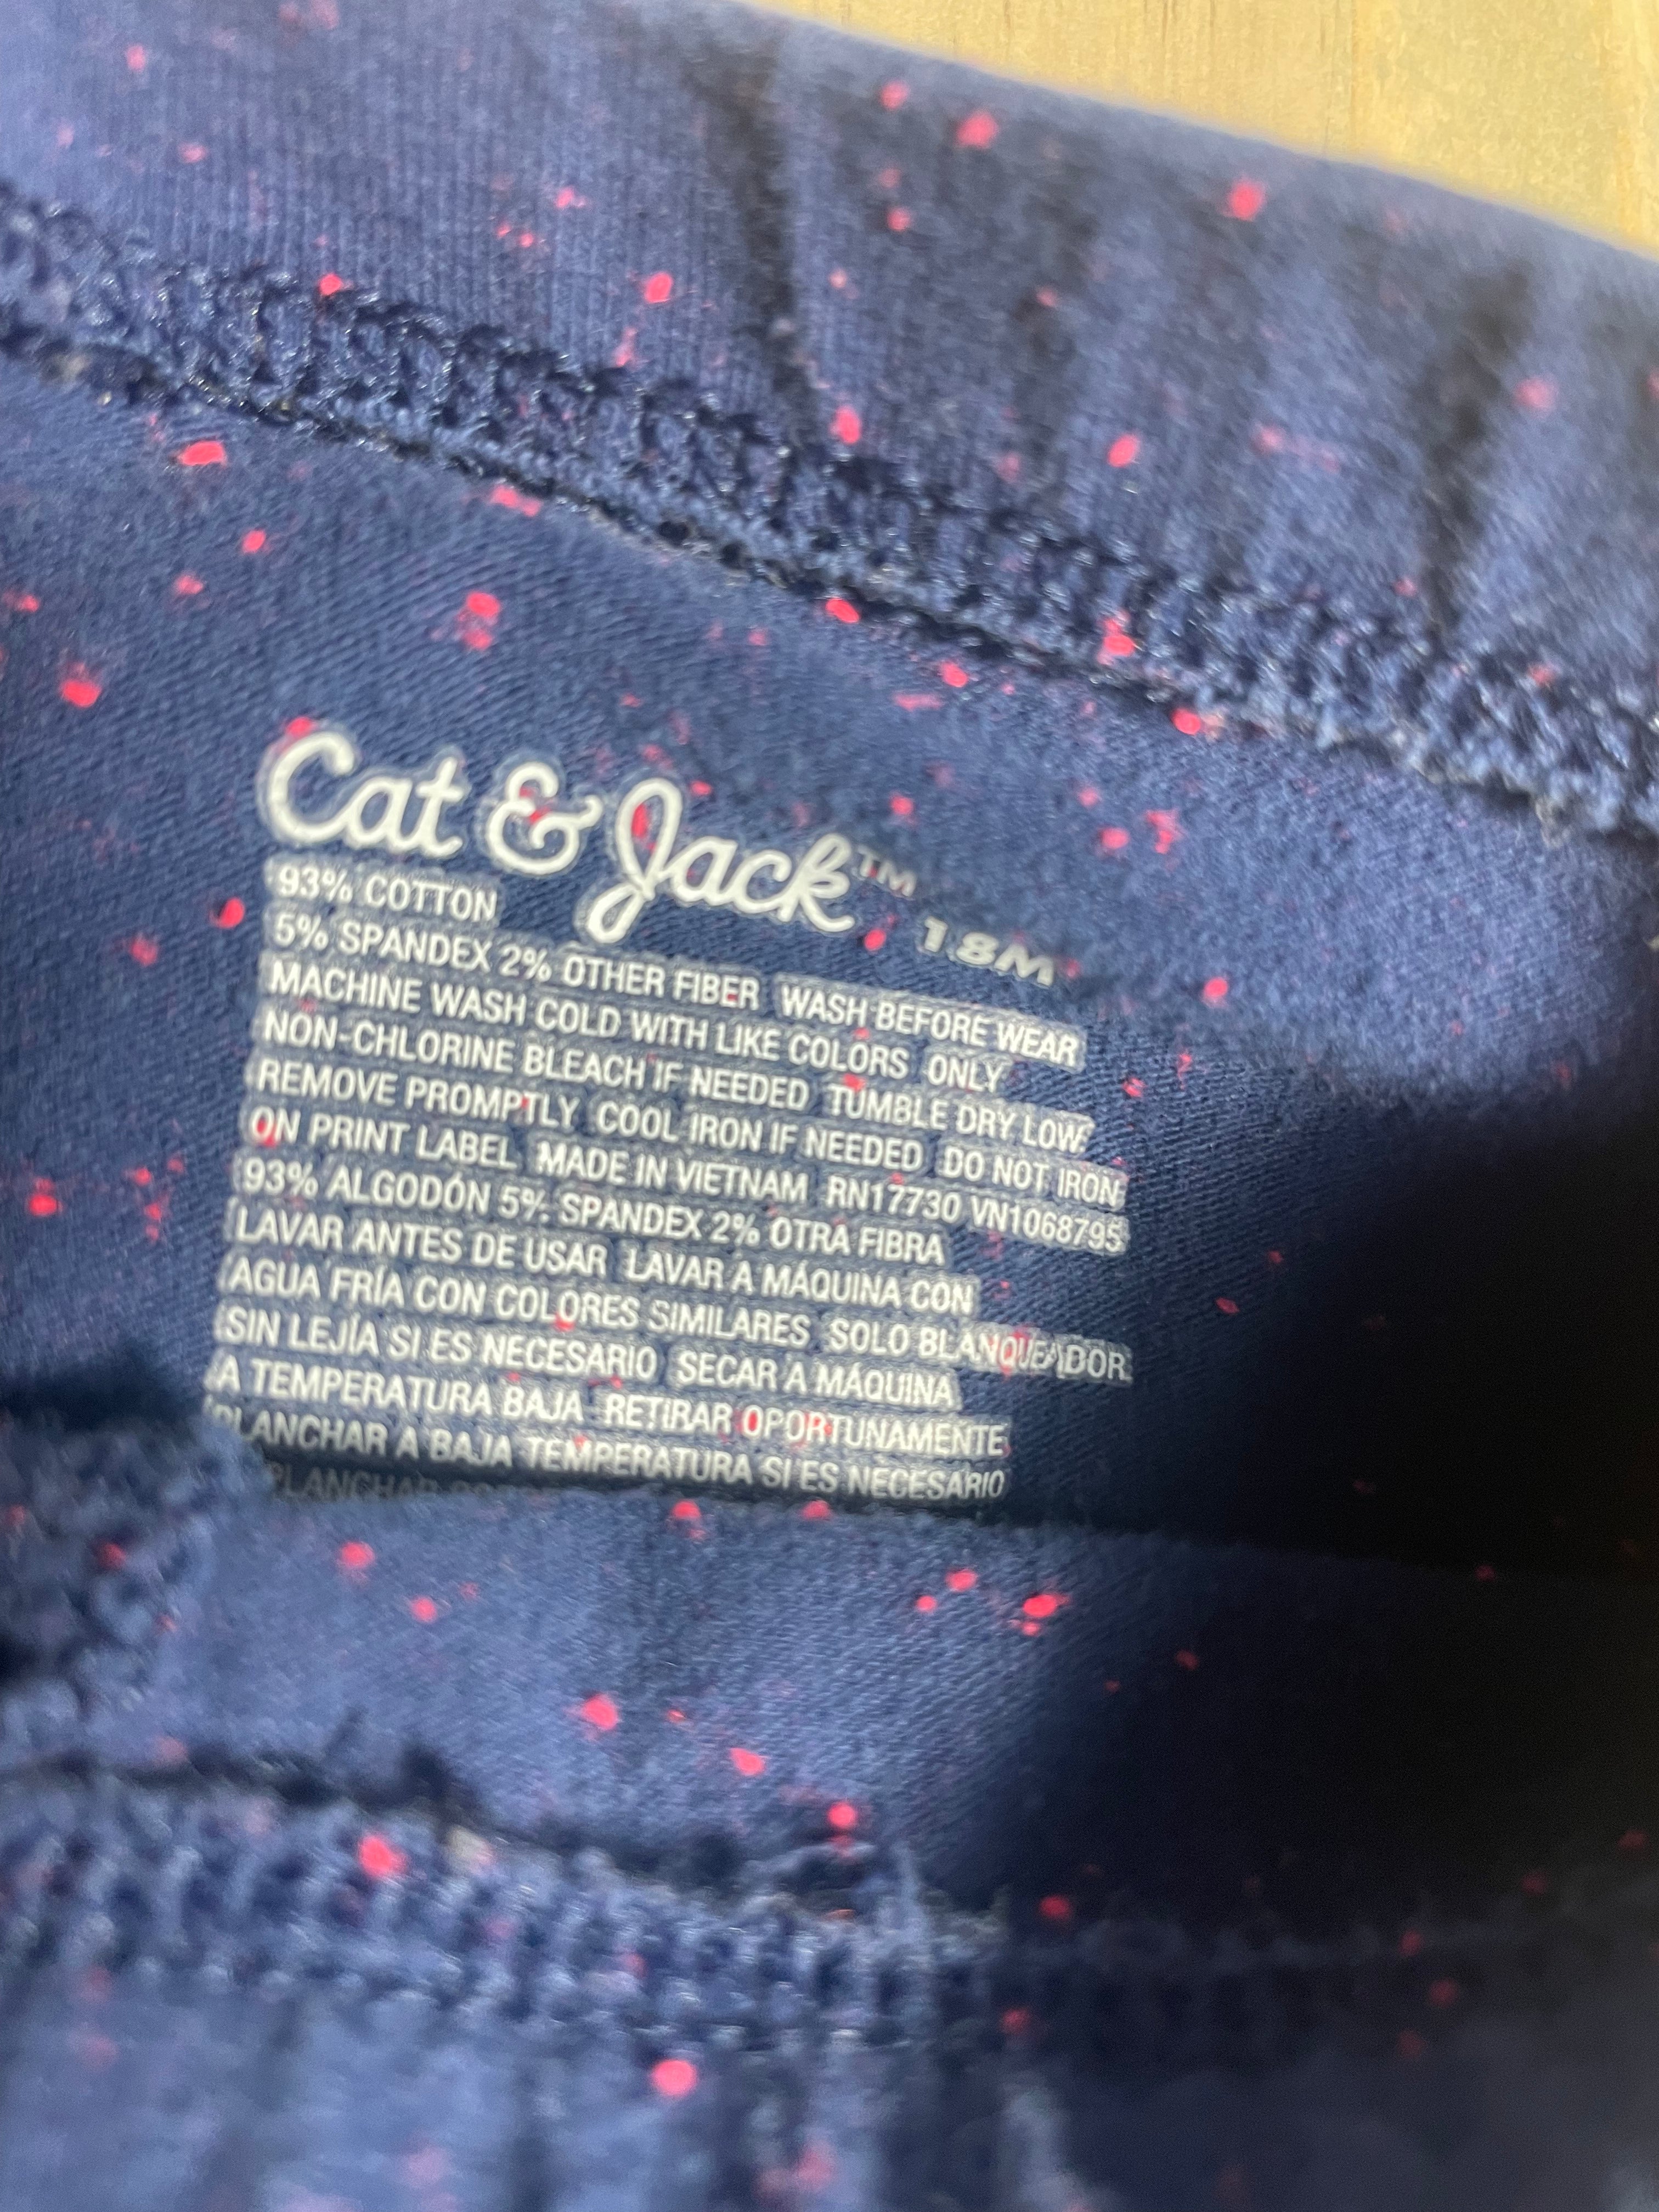 Cat & Jack™ 18M
93% COTTON
5% SPANDEX 2% OTHER FIBER WASH BEFORE WEAR
MACHINE WASH COLD WITH LIKE COLORS ONLY
NON-CHLORINE BLEACH IF NEEDED TUMBLE DRY LOW
REMOVE PROMPTLY COOL IRON IF NEEDED DO NOT IRON
ON PRINT LABEL MADE IN VIETNAM RN17730 VN1068795
93% ALGODÓN 5% SPANDEX 2% OTRA FIBRA
LAVAR ANTES DE USAR LAVAR A MÁQUINA CON
AGUA FRÍA CON COLORES SIMILARES SOLO BLANQUEADOR
SIN LEJÍA SI ES NECESARIO SECAR A MÁQUINA
A TEMPERATURA BAJA RETIRAR OPORTUNAMENTE
PLANCHAR A BAJA TEMPERATURA SI ES NECESARIO
PLANCHAR